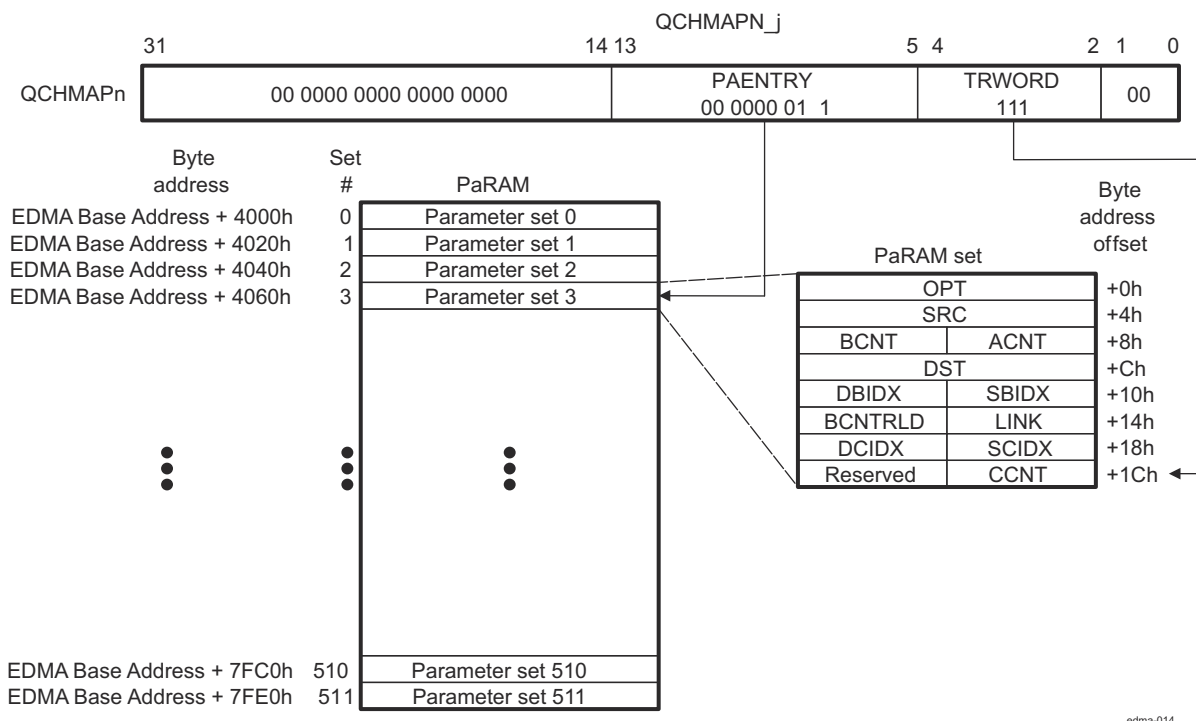 QCHMAPN_j
31 14 13 5 4 2 1 0
QCHMAPn 00 0000 0000 0000 0000 PAENTRY 00 0000 01 1 TRWORD 111 00
Byte address Set # PaRAM
EDMA Base Address + 4000h 0 Parameter set 0
EDMA Base Address + 4020h 1 Parameter set 1
EDMA Base Address + 4040h 2 Parameter set 2
EDMA Base Address + 4060h 3 Parameter set 3
EDMA Base Address + 7FC0h 510 Parameter set 510
EDMA Base Address + 7FE0h 511 Parameter set 511
PaRAM set Byte address offset
OPT +0h
SRC +4h
BCNT ACNT +8h
DST +Ch
DBIDX SBIDX +10h
BCNTRLD LINK +14h
DCIDX SCIDX +18h
Reserved CCNT +1Ch
edma-014